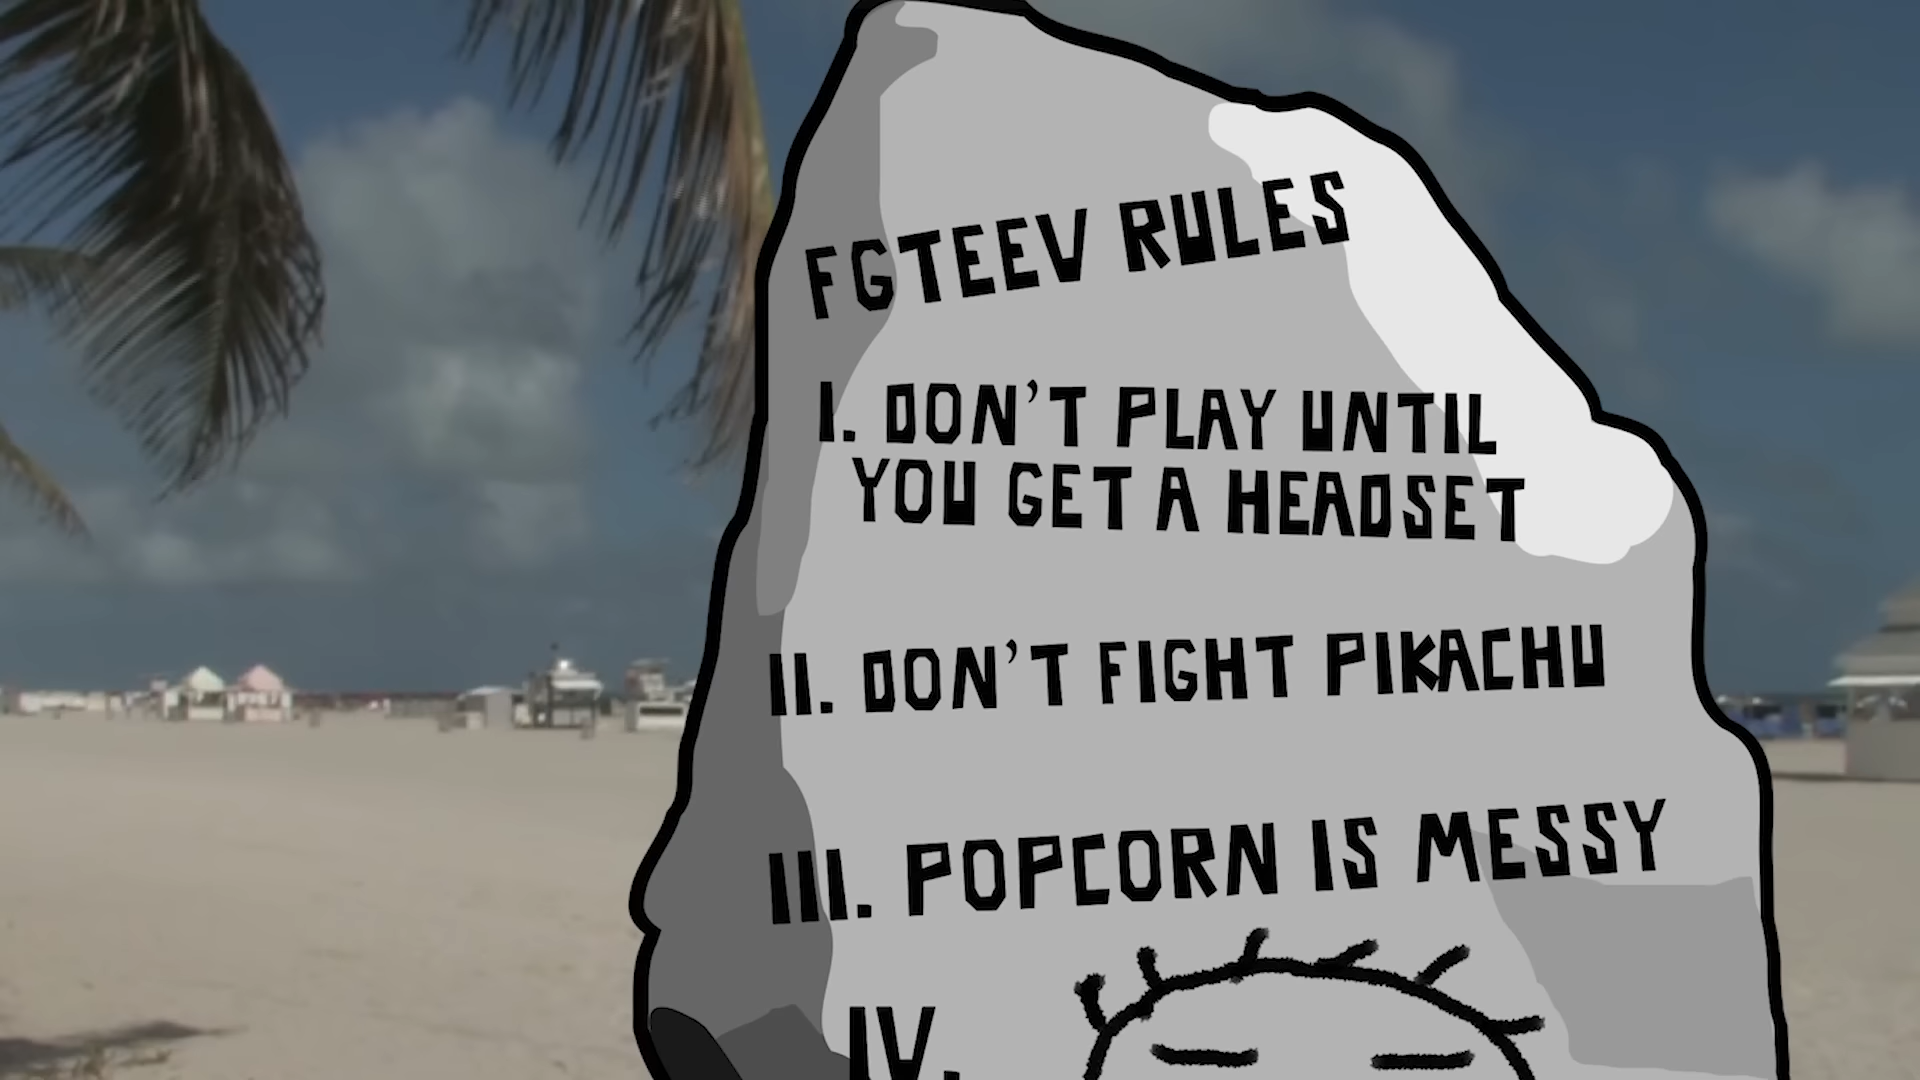 FGTEEV RULES
I. DON'T PLAY UNTIL
YOU GET A HEADSET
II. DON'T FIGHT PIKACHU
III. POPCORN IS MESSY
IV.